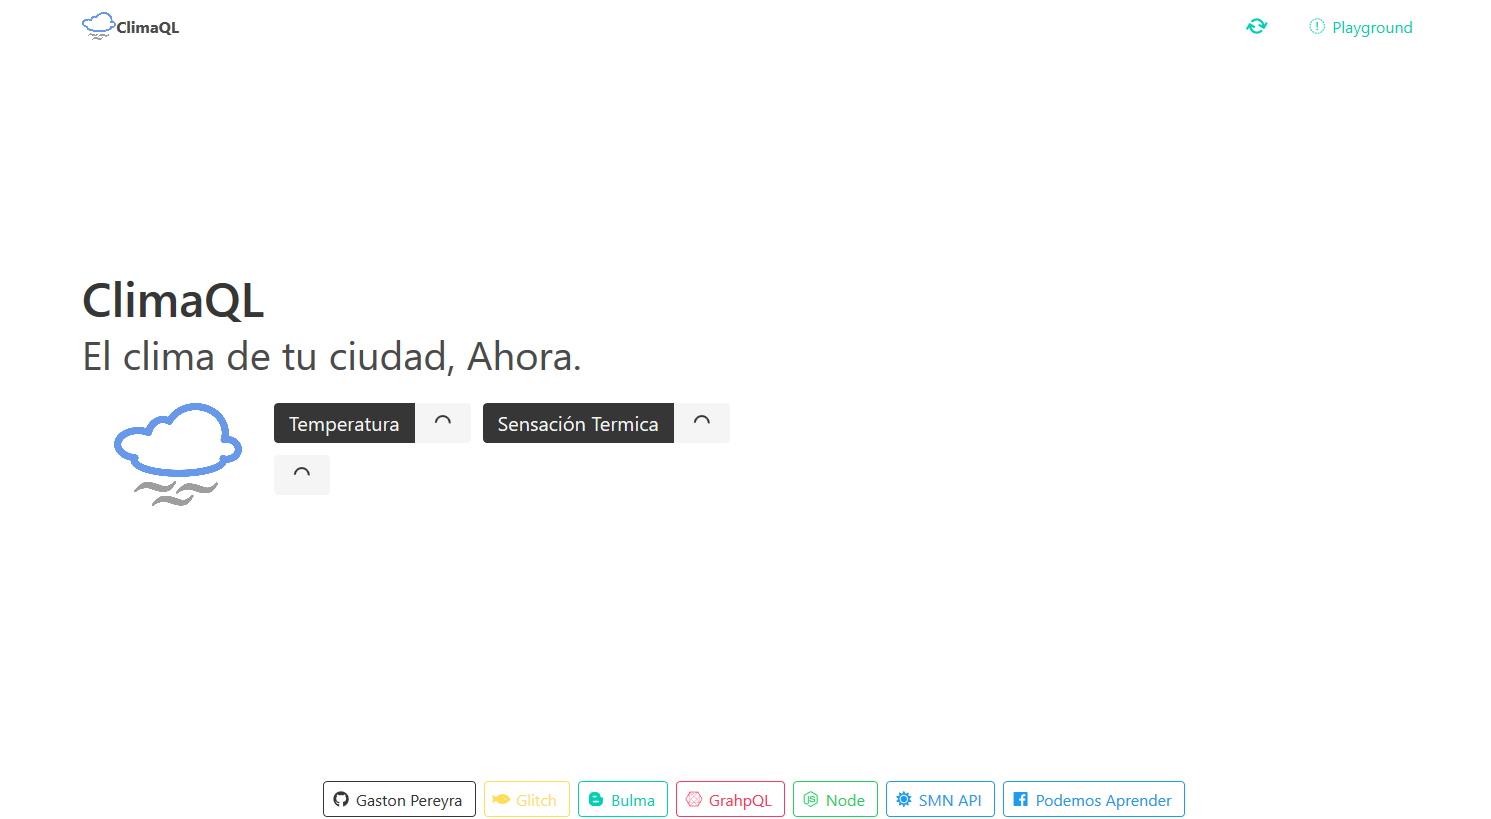 ClimaQL
Playground
ClimaQL
El clima de tu ciudad, Ahora.
Temperatura
Sensación Termica
Gaston Pereyra
Glitch
Bulma
GrahpQL
Node
SMN API
Podemos Aprender